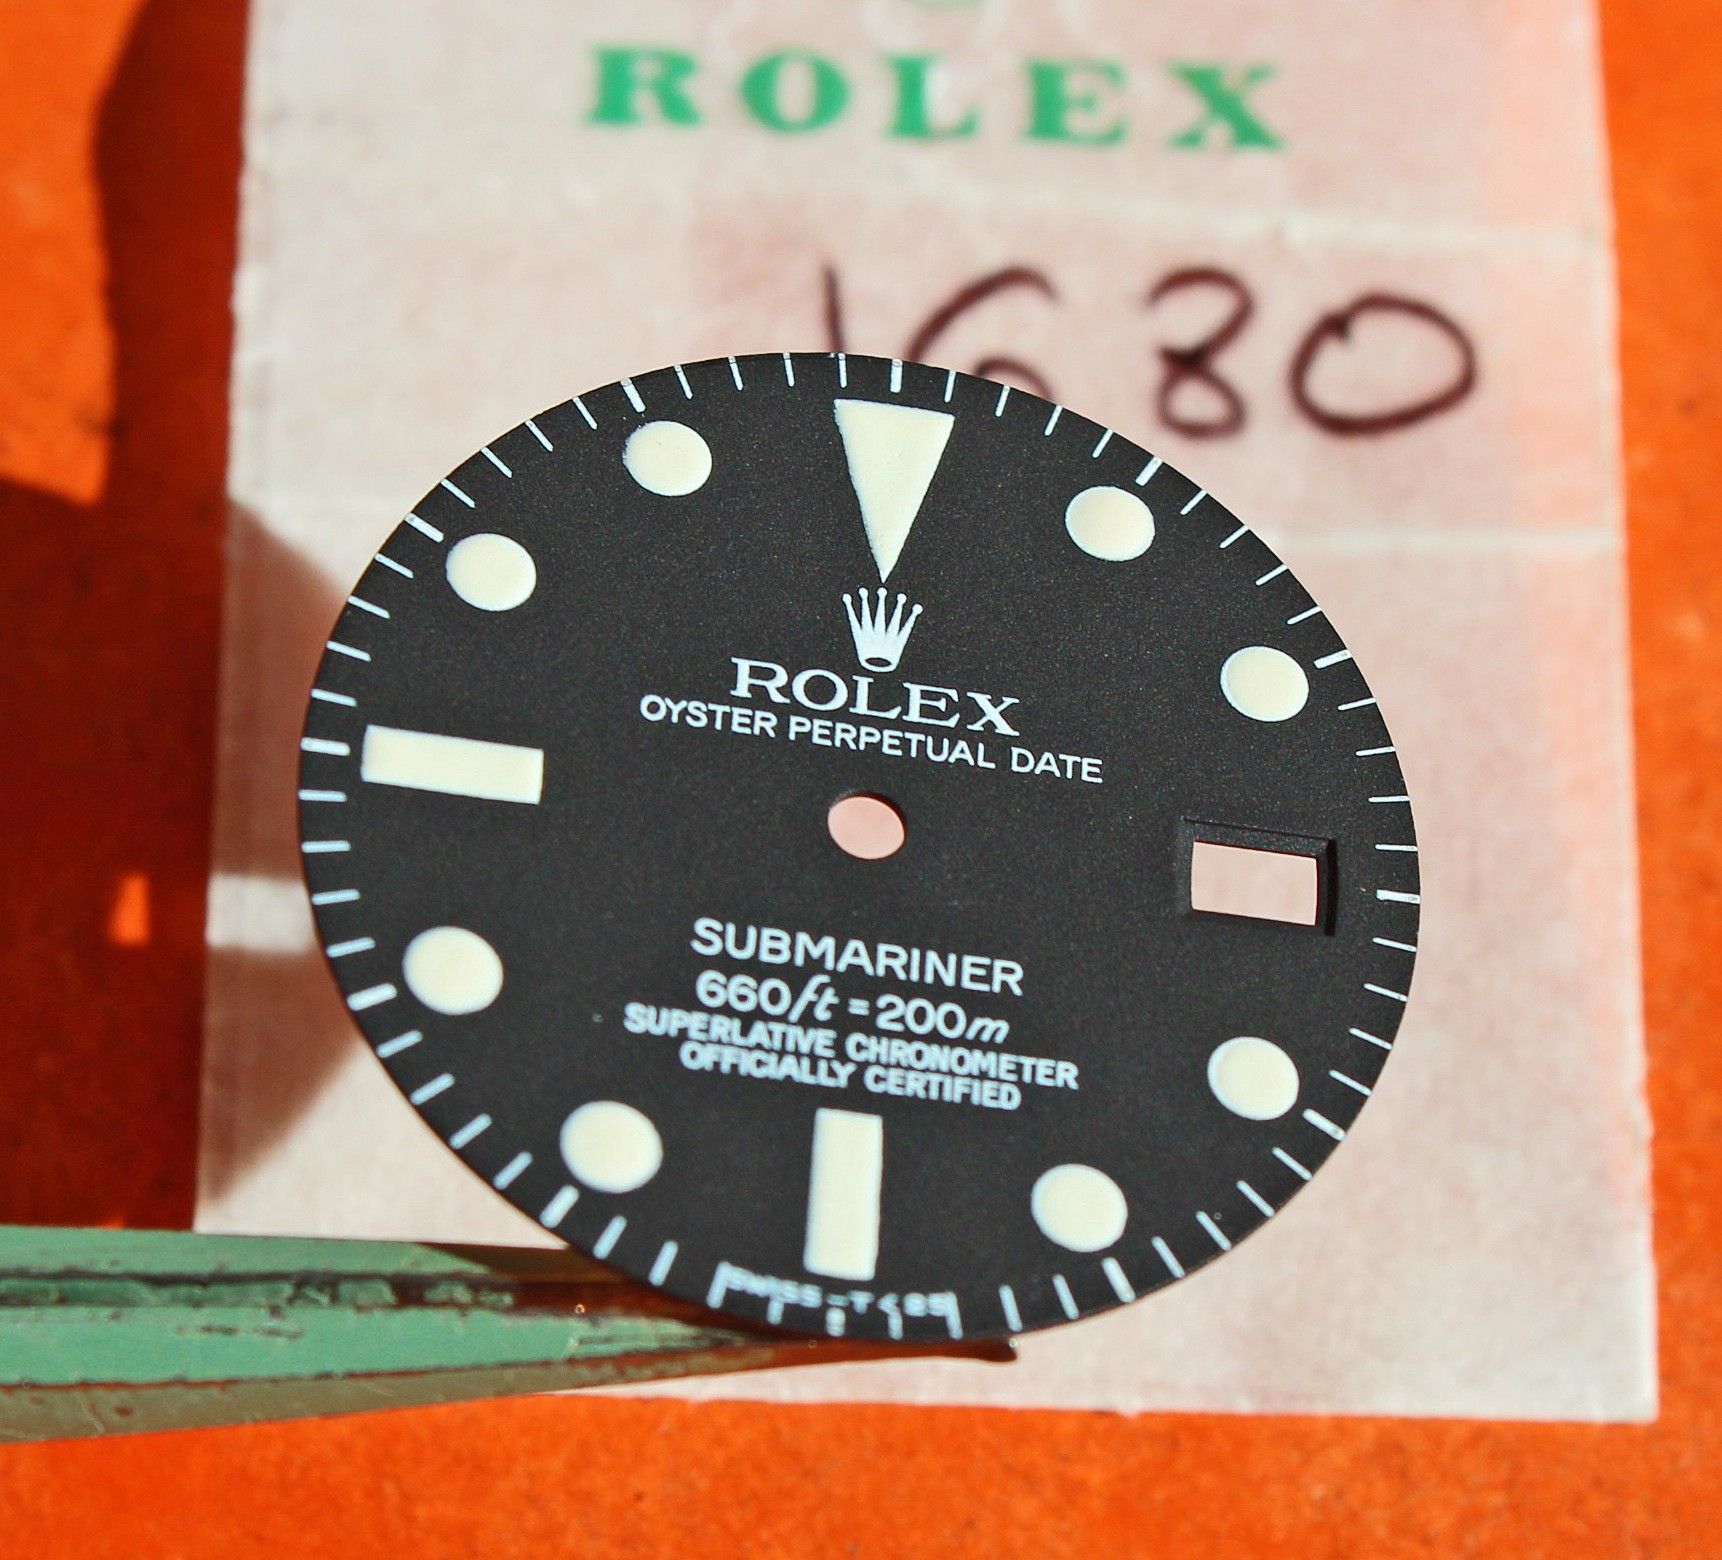 ROLEX
1680
ROLEX
OYSTER PERPETUAL DATE
SUBMARINER
660ft = 200m
SUPERLATIVE CHRONOMETER
OFFICIALLY CERTIFIED
SWISS - T < 25